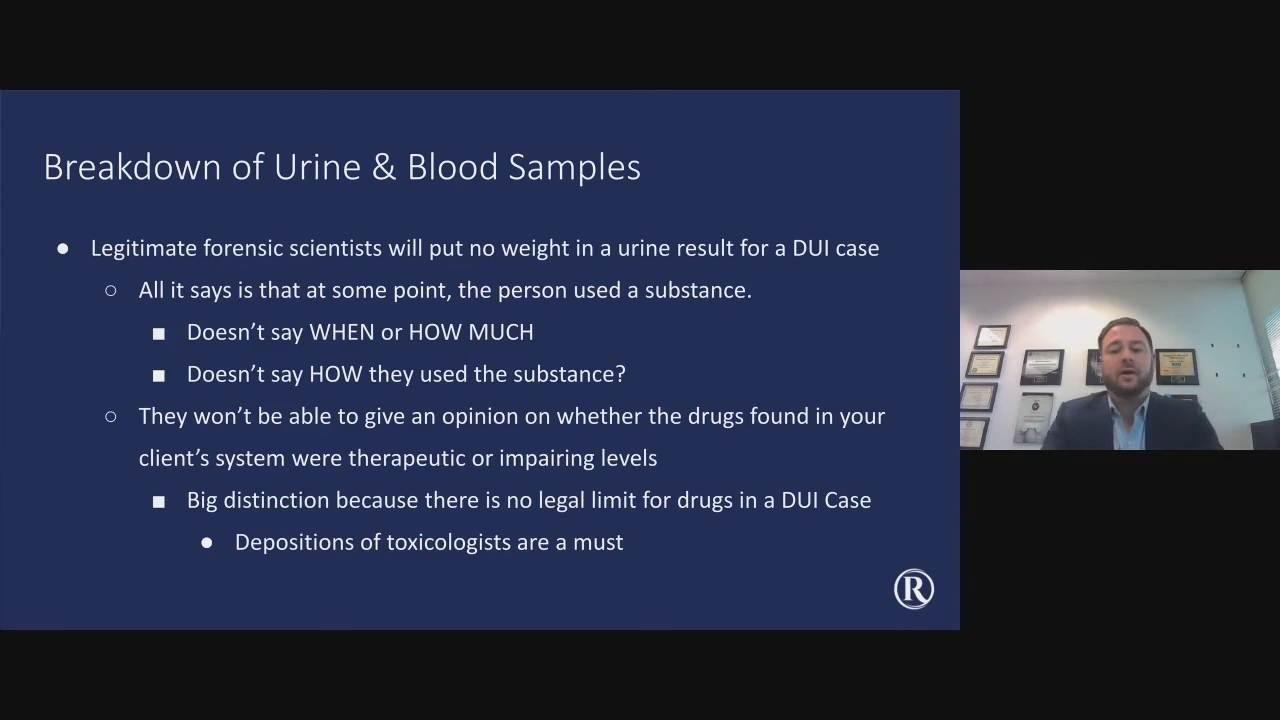 Breakdown of Urine & Blood Samples
● Legitimate forensic scientists will put no weight in a urine result for a DUI case
○ All it says is that at some point, the person used a substance.
■ Doesn’t say WHEN or HOW MUCH
■ Doesn’t say HOW they used the substance?
○ They won’t be able to give an opinion on whether the drugs found in your
client’s system were therapeutic or impairing levels
■ Big distinction because there is no legal limit for drugs in a DUI Case
● Depositions of toxicologists are a must
R